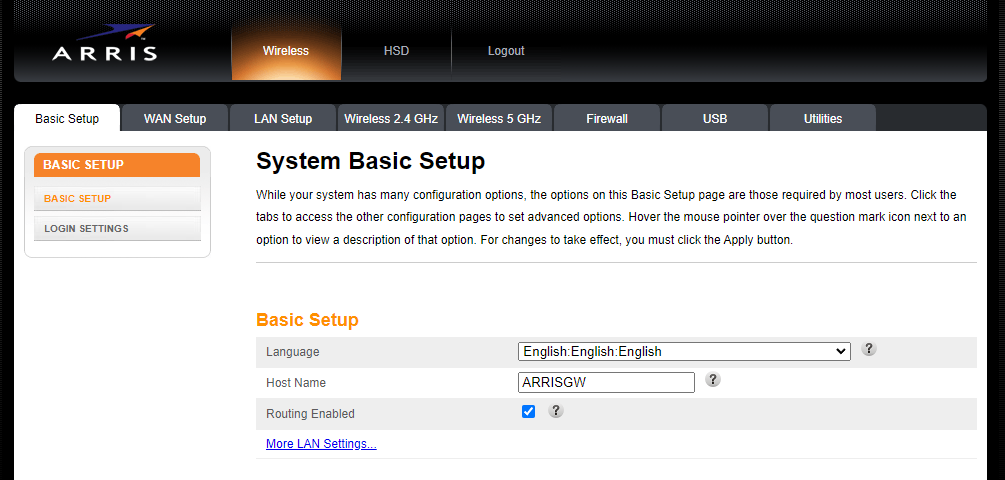 ARRIS
Wireless HSD Logout
Basic Setup WAN Setup LAN Setup Wireless 2.4 GHz Wireless 5 GHz Firewall USB Utilities
BASIC SETUP
BASIC SETUP
LOGIN SETTINGS
System Basic Setup
While your system has many configuration options, the options on this Basic Setup page are those required by most users. Click the
tabs to access the other configuration pages to set advanced options. Hover the mouse pointer over the question mark icon next to an
option to view a description of that option. For changes to take effect, you must click the Apply button.
Basic Setup
Language English:English:English ?
Host Name ARRISGW ?
Routing Enabled ?
More LAN Settings...